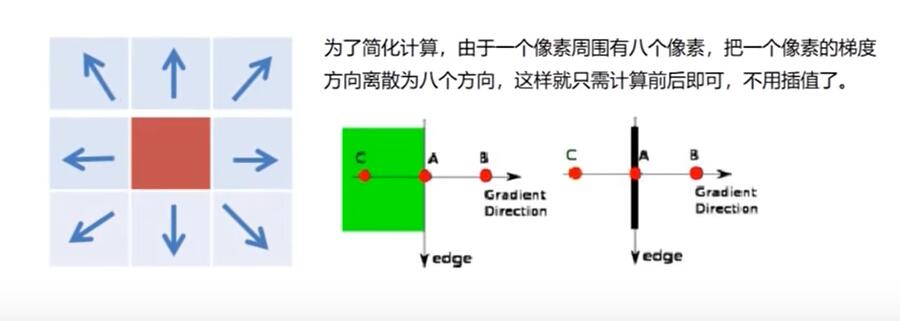 为了简化计算，由于一个像素周围有八个像素，把一个像素的梯度
方向离散为八个方向，这样就只需计算前后即可，不用插值了。
C A B
Gradient
Direction
edge
C A B
Gradient
Direction
edge